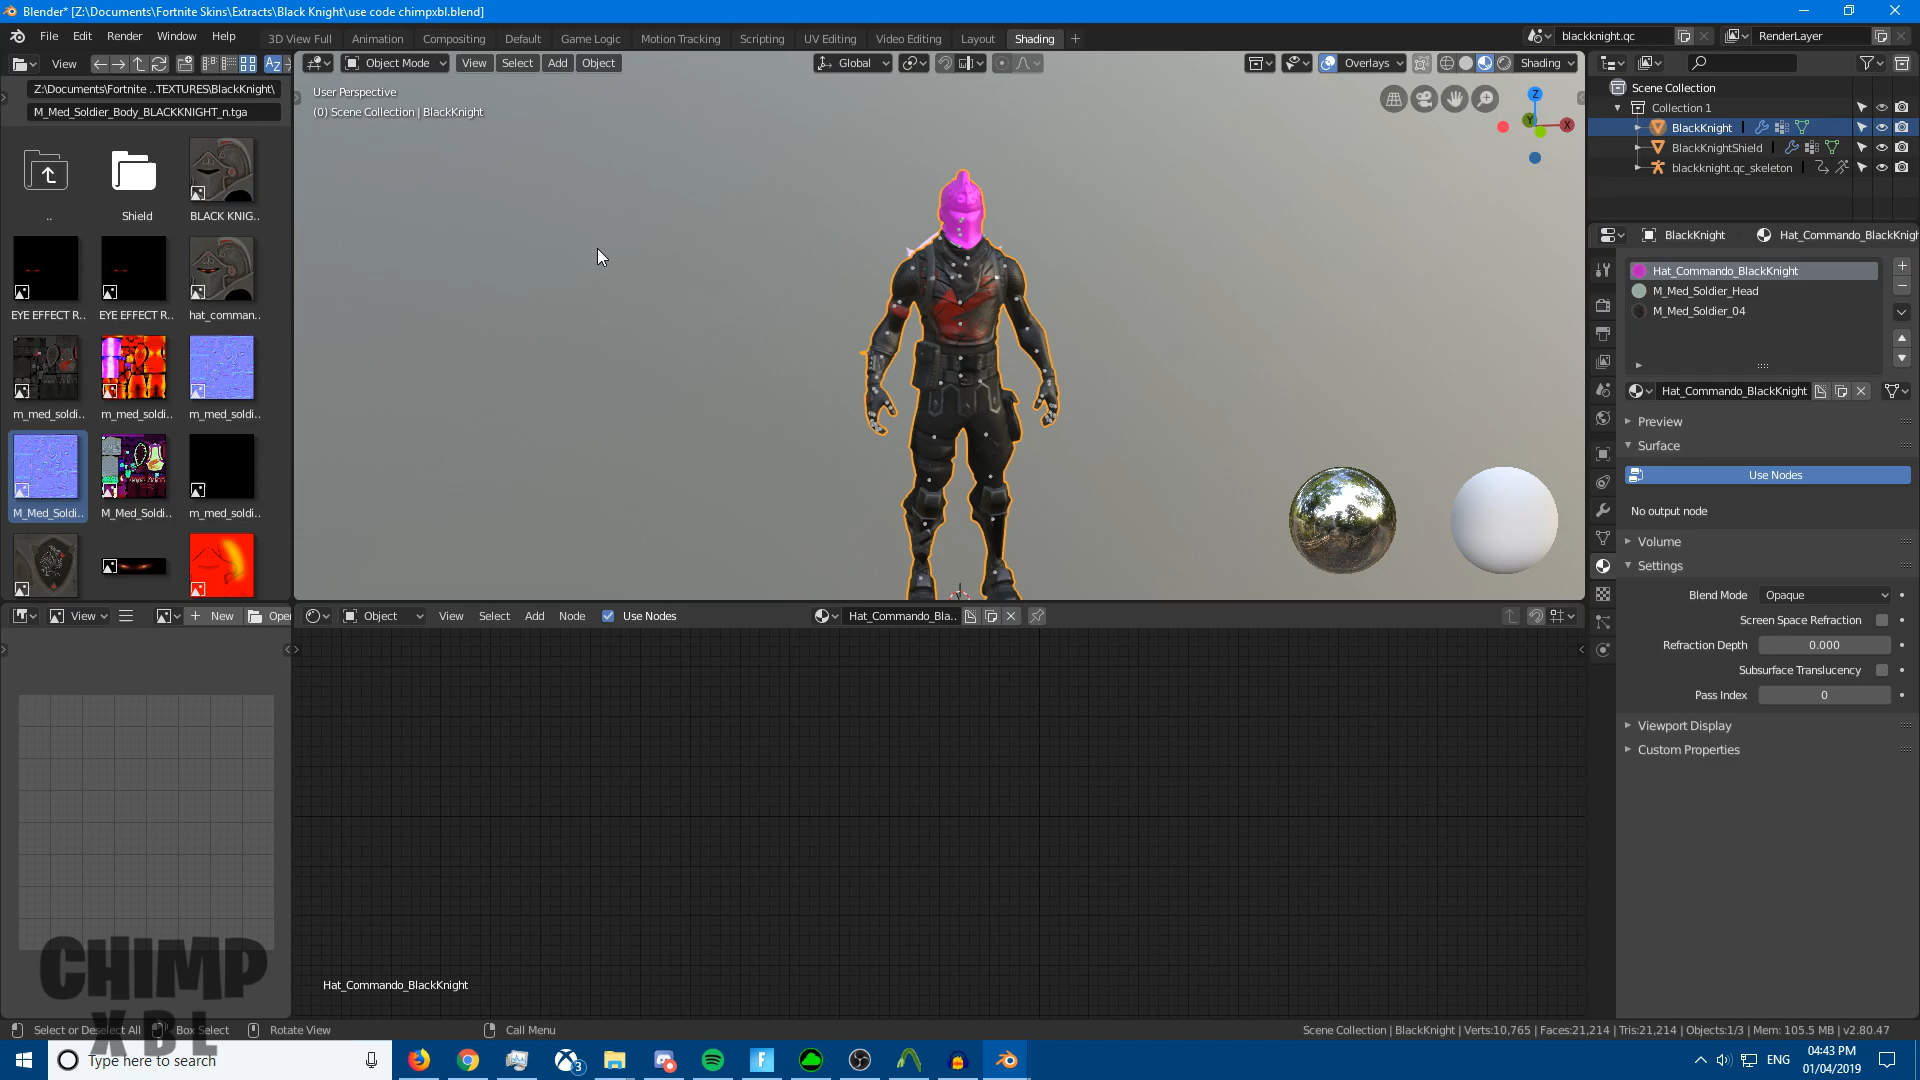 Blender* [Z:\Documents\Fortnite Skins\Extracts\Black Knight\use code chimpxbl.blend]
File Edit Render Window Help
3D View Full Animation Compositing Default Game Logic Motion Tracking Scripting UV Editing Video Editing Layout Shading
blackknight.qc RenderLayer
View
Z:\Documents\Fortnite ..TEXTURES\BlackKnight\
M_Med_Soldier_Body_BLACKKNIGHT_n.tga
.. Shield BLACK KNIG..
EYE EFFECT R.. EYE EFFECT R.. hat_comman..
m_med_soldi.. m_med_soldi.. m_med_soldi..
M_Med_Soldi.. M_Med_Soldi.. m_med_soldi..
Object Mode View Select Add Object Global Overlays Shading
User Perspective
(0) Scene Collection | BlackKnight
Z
Y
X
Scene Collection
Collection 1
BlackKnight
BlackKnightShield
blackknight.qc_skeleton
BlackKnight Hat_Commando_BlackKnigh
Hat_Commando_BlackKnight
M_Med_Soldier_Head
M_Med_Soldier_04
Hat_Commando_BlackKnight
Preview
Surface
Use Nodes
No output node
Volume
Settings
Blend Mode Opaque
Screen Space Refraction
Refraction Depth 0.000
Subsurface Translucency
Pass Index 0
Viewport Display
Custom Properties
View New Open
Object View Select Add Node Use Nodes Hat_Commando_Bla..
Hat_Commando_BlackKnight
CHIMP
XBL
Select or Deselect All Box Select Rotate View Call Menu
Scene Collection | BlackKnight | Verts:10,765 | Faces:21,214 | Tris:21,214 | Objects:1/3 | Mem: 105.5 MB | v2.80.47
Type here to search
3
ENG
04:43 PM
01/04/2019